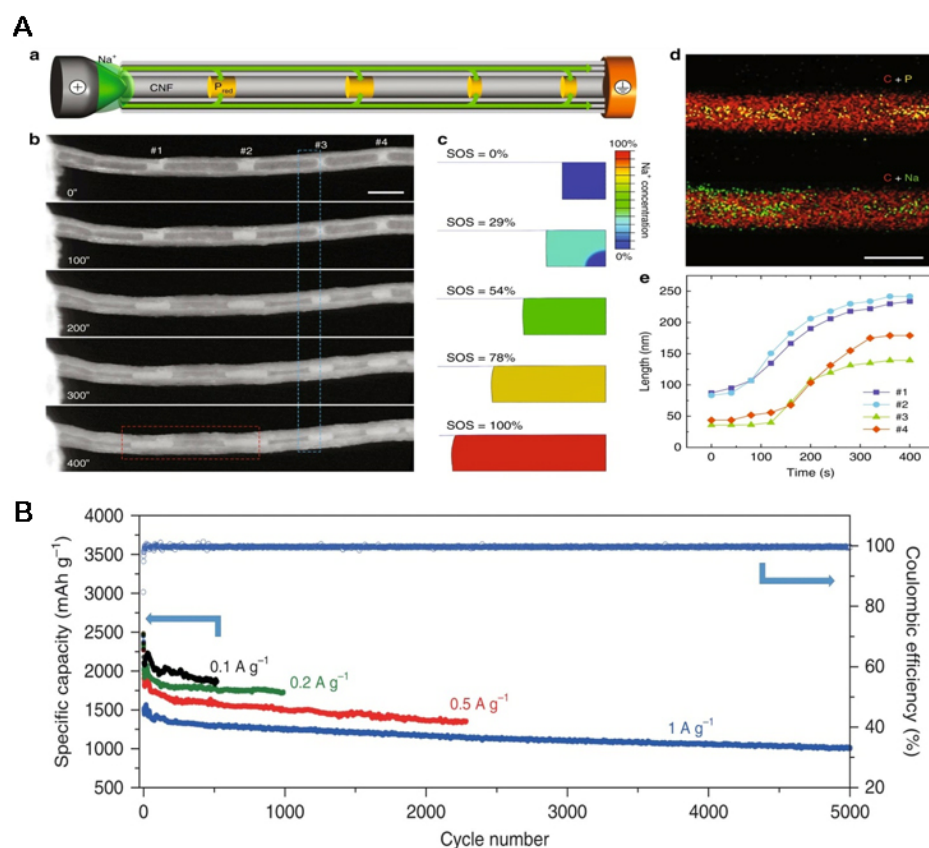 A
a
Na⁺
CNF
P_red
b
#1
#2
#3
#4
0"
100"
200"
300"
400"
c
SOS = 0%
SOS = 29%
SOS = 54%
SOS = 78%
SOS = 100%
100%
Na⁺ concentration
0%
d
C + P
C + Na
e
Length (nm)
250
200
150
100
50
0
0
100
200
300
400
Time (s)
#1
#2
#3
#4
B
Specific capacity (mAh g⁻¹)
4000
3500
3000
2500
2000
1500
1000
500
0.1 A g⁻¹
0.2 A g⁻¹
0.5 A g⁻¹
1 A g⁻¹
100
80
60
40
20
Coulombic efficiency (%)
0
1000
2000
3000
4000
5000
Cycle number